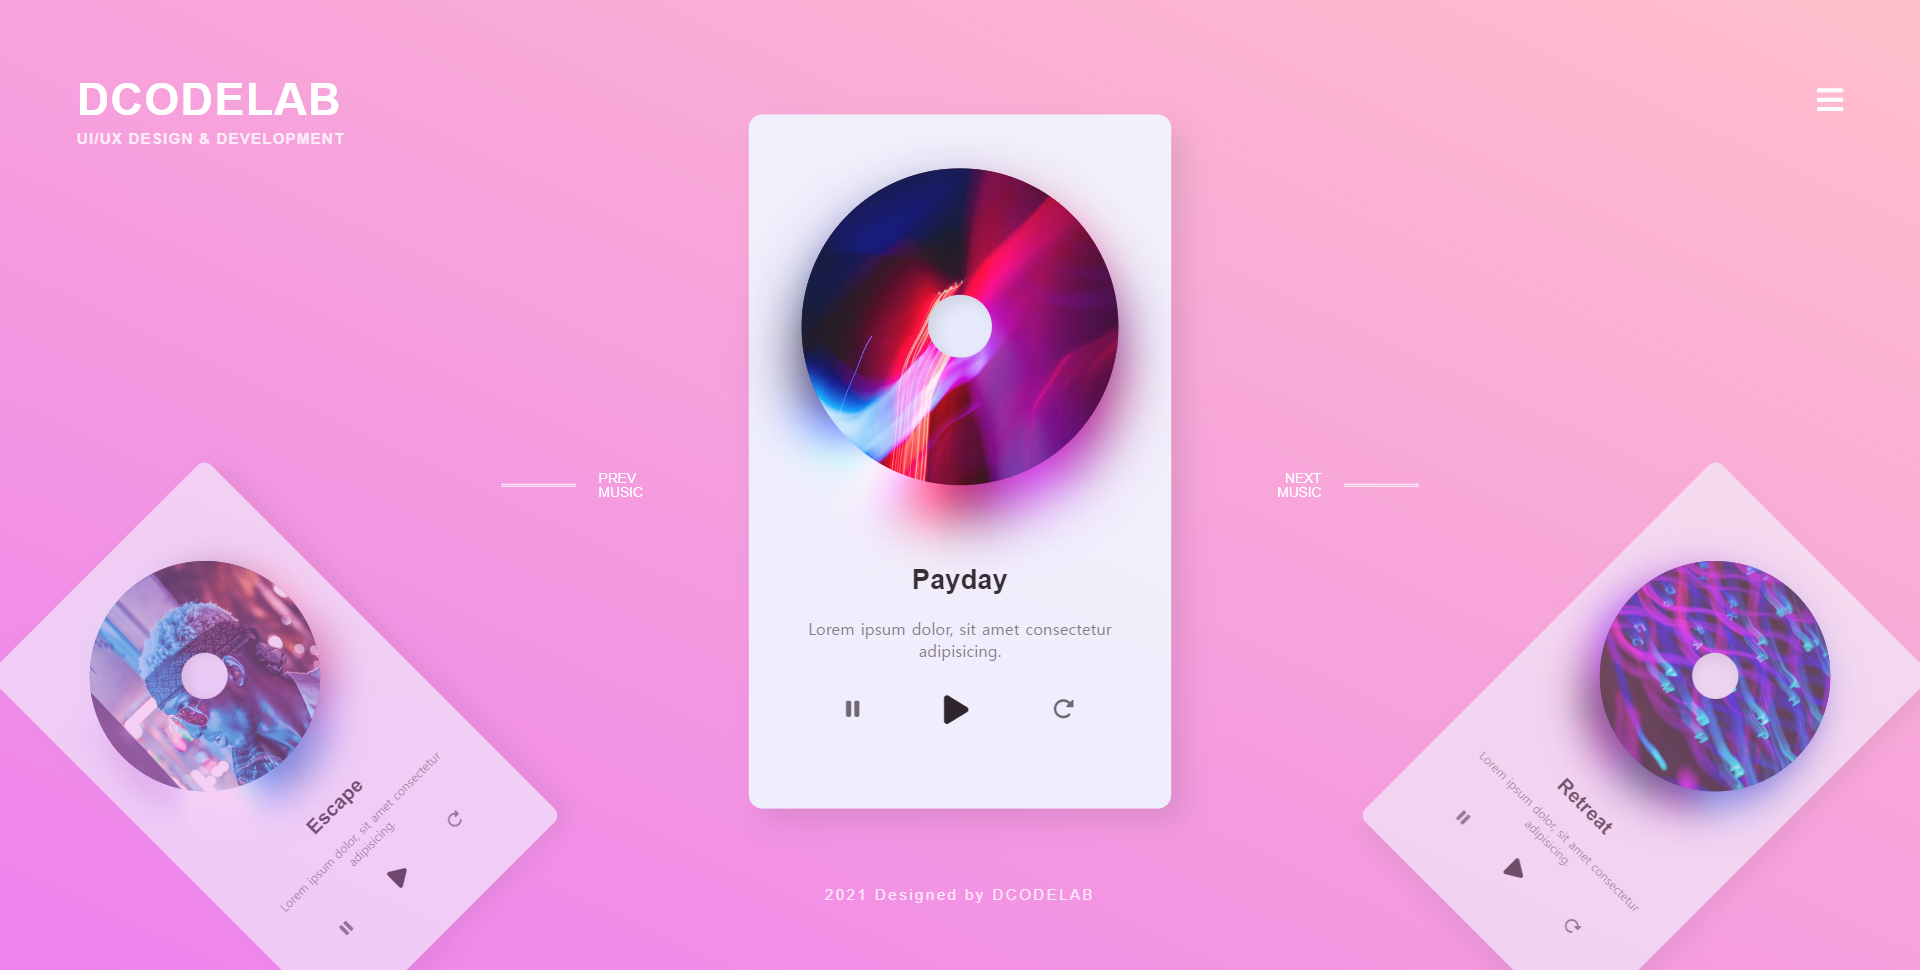 DCODELAB
UI/UX DESIGN & DEVELOPMENT
PREV
MUSIC
NEXT
MUSIC
Payday
Lorem ipsum dolor, sit amet consectetur
adipisicing.
Escape
Lorem ipsum dolor, sit amet consectetur
adipisicing.
Retreat
Lorem ipsum dolor, sit amet consectetur
adipisicing.
2021 Designed by DCODELAB